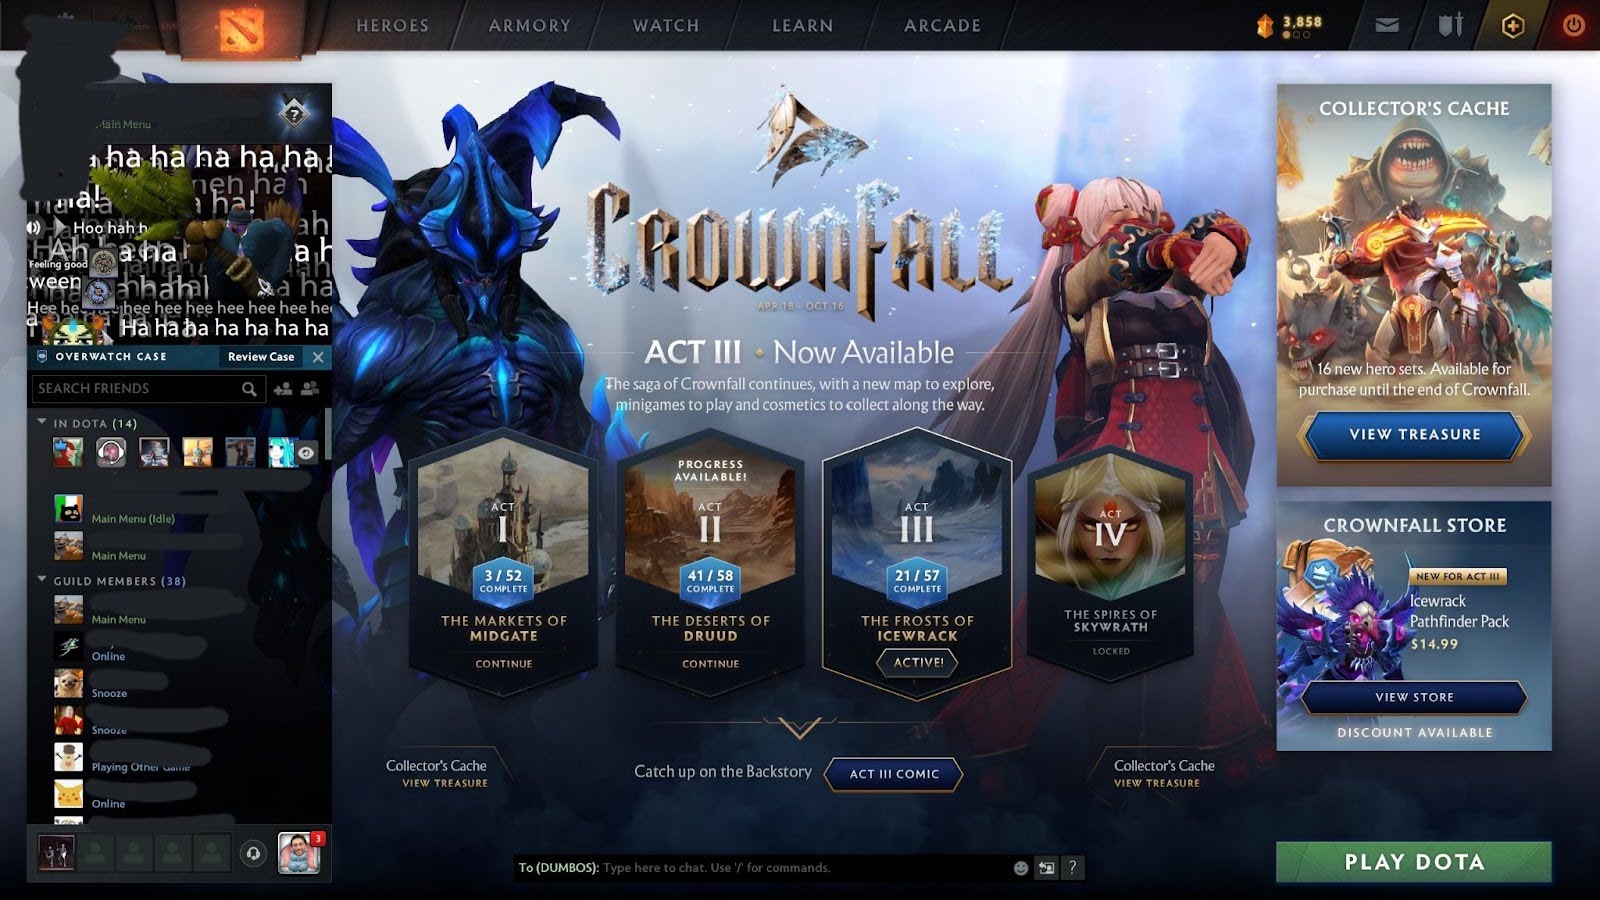 HEROES
ARMORY
WATCH
LEARN
ARCADE
3,858
Main Menu
?
ha ha ha ha ha
Hoo hah h
Feeling good
ween
Hee hee hee hee hee hee
Ha ha ha ha ha ha
OVERWATCH CASE
Review Case
SEARCH FRIENDS
IN DOTA (14)
Main Menu (Idle)
Main Menu
GUILD MEMBERS (38)
Main Menu
Online
Snooze
Snooze
Playing Other Game
Online
3
CROWNFALL
APR 18 - OCT 16
ACT III • Now Available
The saga of Crownfall continues, with a new map to explore,
minigames to play and cosmetics to collect along the way.
ACT
I
3 / 52
COMPLETE
THE MARKETS OF
MIDGATE
CONTINUE
PROGRESS
AVAILABLE!
ACT
II
41 / 58
COMPLETE
THE DESERTS OF
DRUUD
CONTINUE
ACT
III
21 / 57
COMPLETE
THE FROSTS OF
ICEWRACK
ACTIVE!
ACT
IV
THE SPIRES OF
SKYWRATH
LOCKED
Collector's Cache
VIEW TREASURE
Catch up on the Backstory
ACT III COMIC
Collector's Cache
VIEW TREASURE
To (DUMBOS): Type here to chat. Use '/' for commands.
?
COLLECTOR'S CACHE
16 new hero sets. Available for
purchase until the end of Crownfall.
VIEW TREASURE
CROWNFALL STORE
NEW FOR ACT III
Icewrack
Pathfinder Pack
$14.99
VIEW STORE
DISCOUNT AVAILABLE
PLAY DOTA